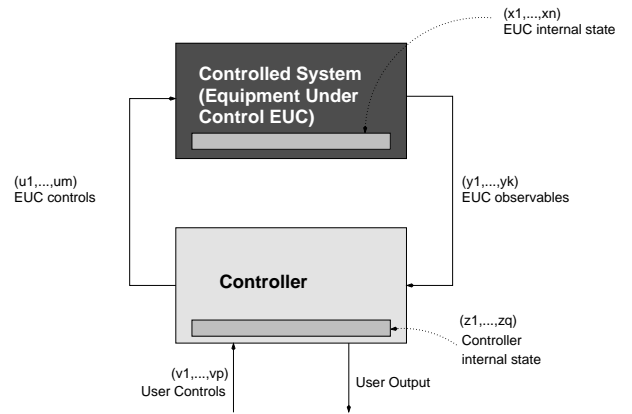 (x1,...,xn)
EUC internal state
Controlled System
(Equipment Under
Control EUC)
(u1,...,um)
EUC controls
(y1,...,yk)
EUC observables
Controller
(z1,...,zq)
Controller
internal state
(v1,...,vp)
User Controls
User Output